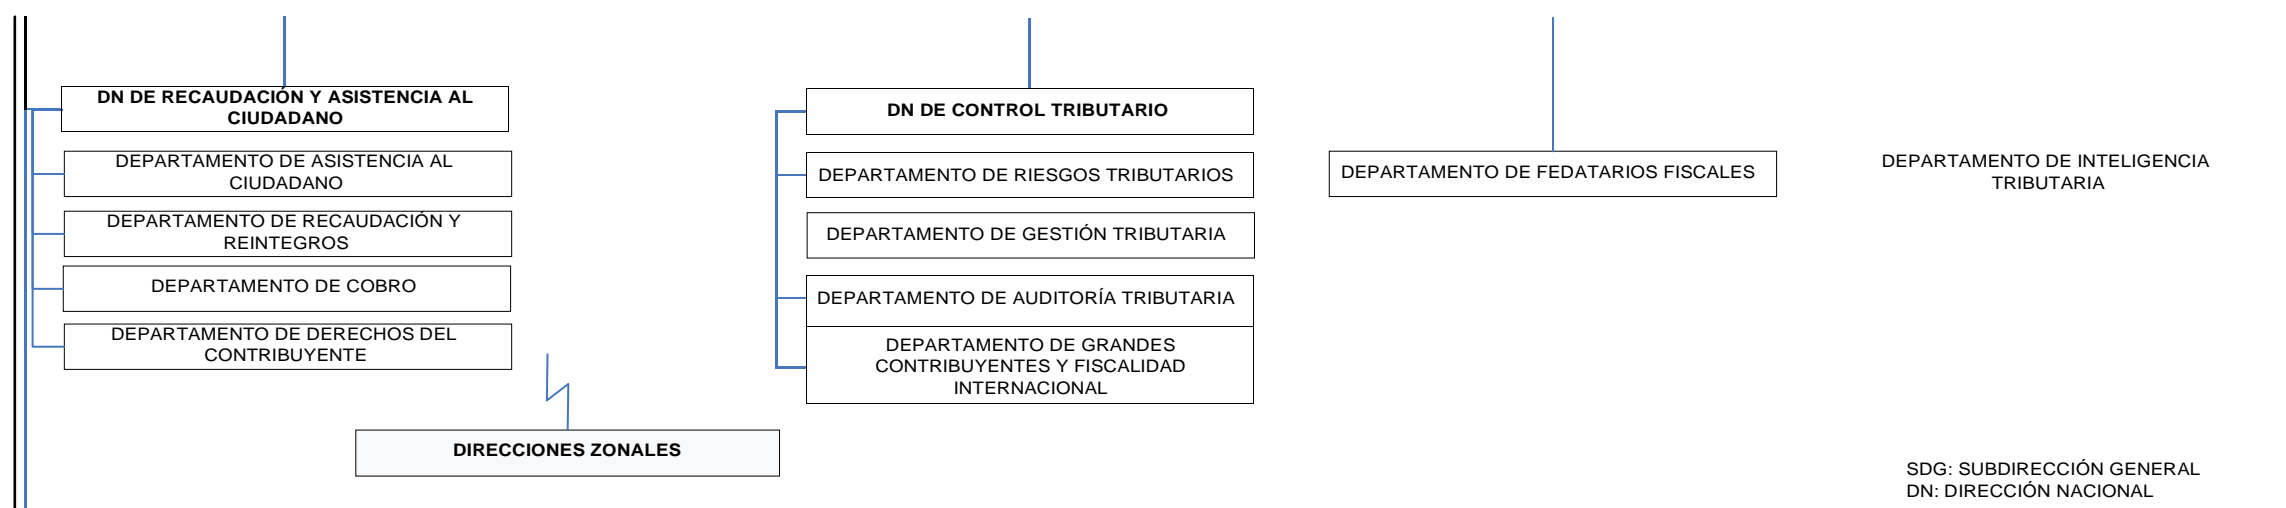 DN DE RECAUDACIÓN Y ASISTENCIA AL
CIUDADANO
DEPARTAMENTO DE ASISTENCIA AL
CIUDADANO
DEPARTAMENTO DE RECAUDACIÓN Y
REINTEGROS
DEPARTAMENTO DE COBRO
DEPARTAMENTO DE DERECHOS DEL
CONTRIBUYENTE
DIRECCIONES ZONALES
DN DE CONTROL TRIBUTARIO
DEPARTAMENTO DE RIESGOS TRIBUTARIOS
DEPARTAMENTO DE GESTIÓN TRIBUTARIA
DEPARTAMENTO DE AUDITORÍA TRIBUTARIA
DEPARTAMENTO DE GRANDES
CONTRIBUYENTES Y FISCALIDAD
INTERNACIONAL
DEPARTAMENTO DE FEDATARIOS FISCALES
DEPARTAMENTO DE INTELIGENCIA
TRIBUTARIA
SDG: SUBDIRECCIÓN GENERAL
DN: DIRECCIÓN NACIONAL